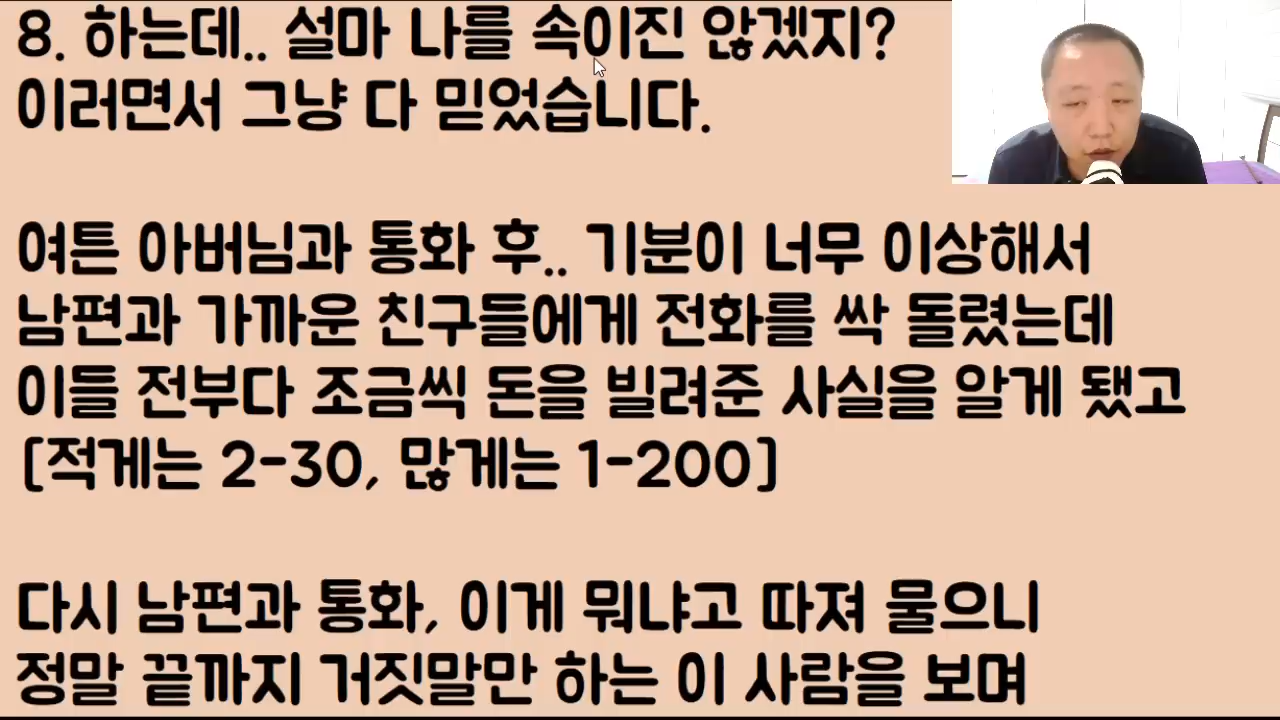 8. 하는데.. 설마 나를 속이진 않겠지?
이러면서 그냥 다 믿었습니다.
여튼 아버님과 통화 후.. 기분이 너무 이상해서
남편과 가까운 친구들에게 전화를 싹 돌렸는데
이들 전부다 조금씩 돈을 빌려준 사실을 알게 됐고
[적게는 2-30, 많게는 1-200]
다시 남편과 통화, 이게 뭐냐고 따져 물으니
정말 끝까지 거짓말만 하는 이 사람을 보며